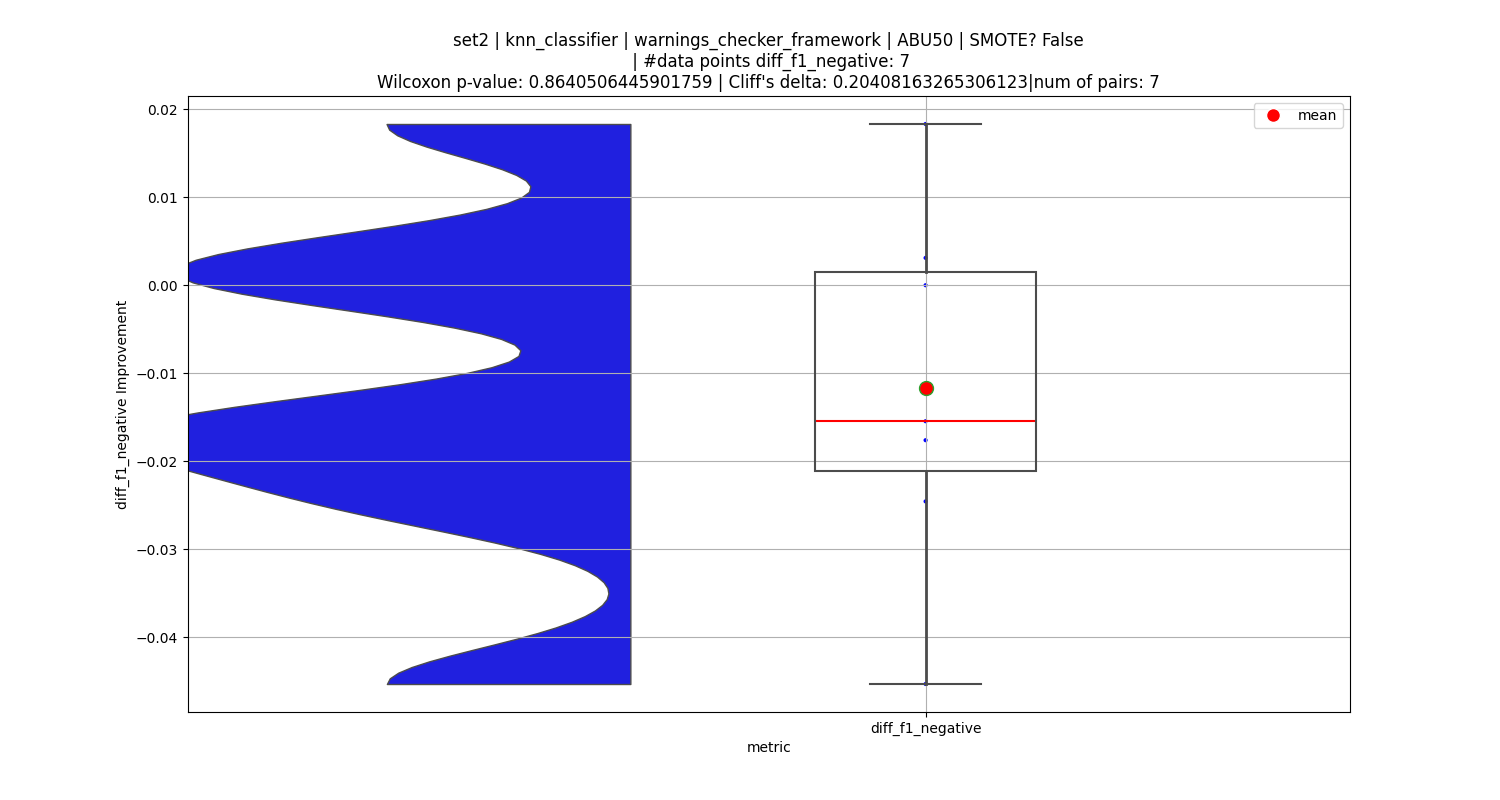 set2 | knn_classifier | warnings_checker_framework | ABU50 | SMOTE? False
| #data points diff_f1_negative: 7
Wilcoxon p-value: 0.8640506445901759 | Cliff's delta: 0.20408163265306123|num of pairs: 7
mean
0.02
0.01
0.00
−0.01
−0.02
−0.03
−0.04
diff_f1_negative Improvement
diff_f1_negative
metric